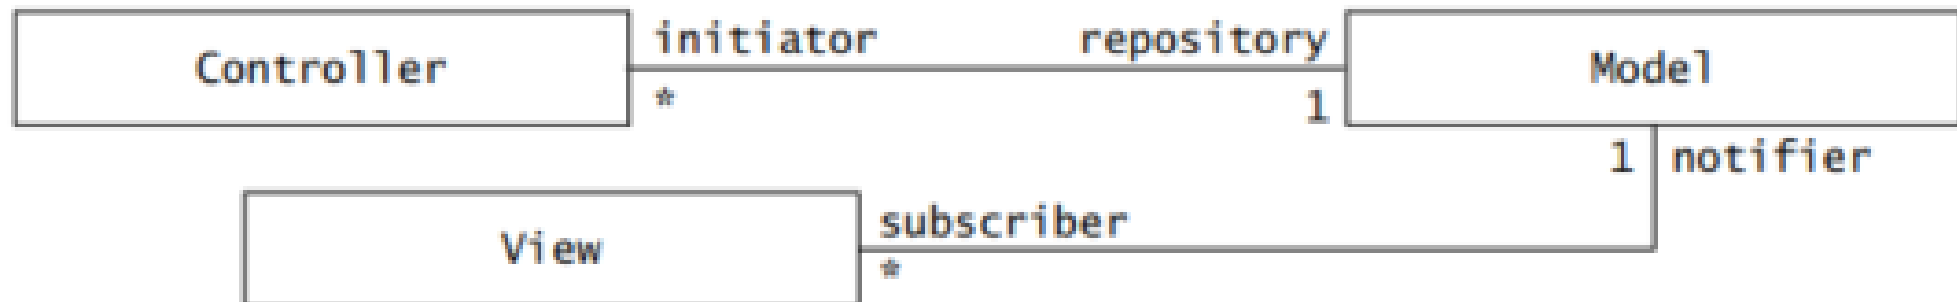 initiator repository
Controller Model
* 1
1 notifier
subscriber
View
*